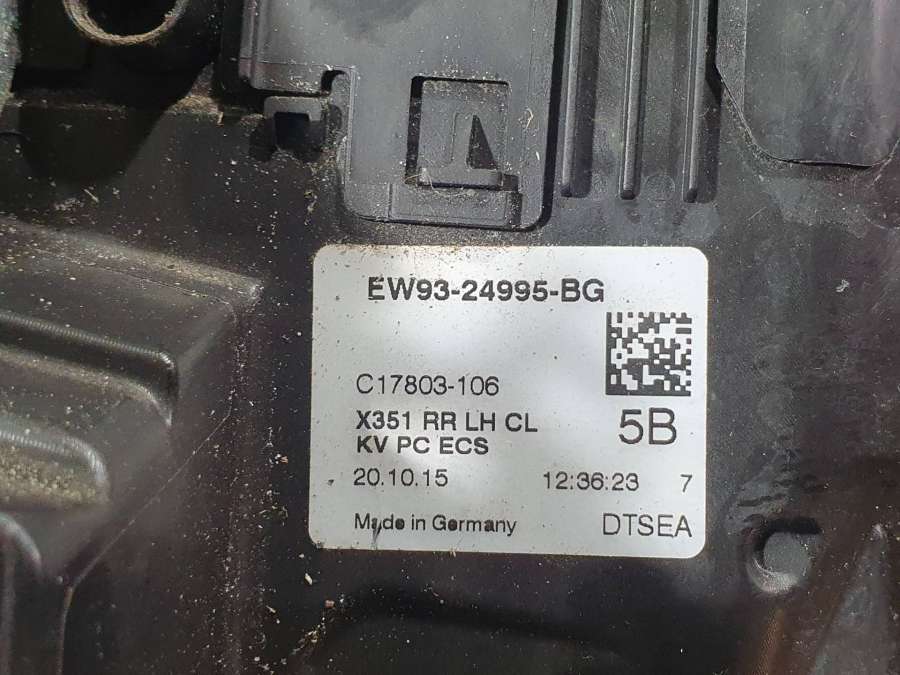 EW93-24995-BG
C17803-106
X351 RR LH CL
KV PC ECS
5B
20.10.15 12:36:23 7
Made in Germany DTSEA